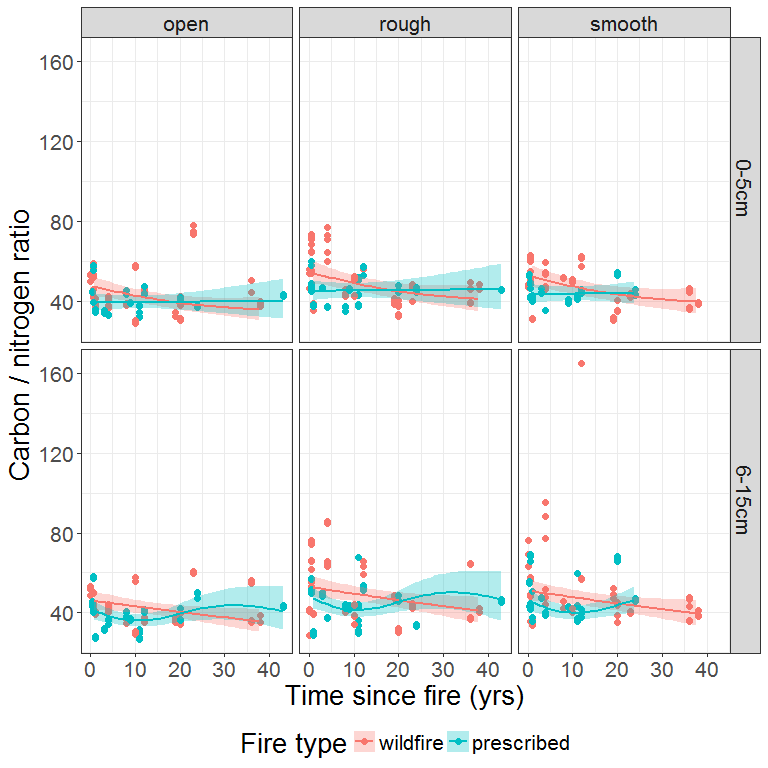 open rough smooth
160
120
80
40
0-5cm
160
120
80
40
6-15cm
Carbon / nitrogen ratio
0 10 20 30 40 0 10 20 30 40 0 10 20 30 40
Time since fire (yrs)
Fire type wildfire prescribed